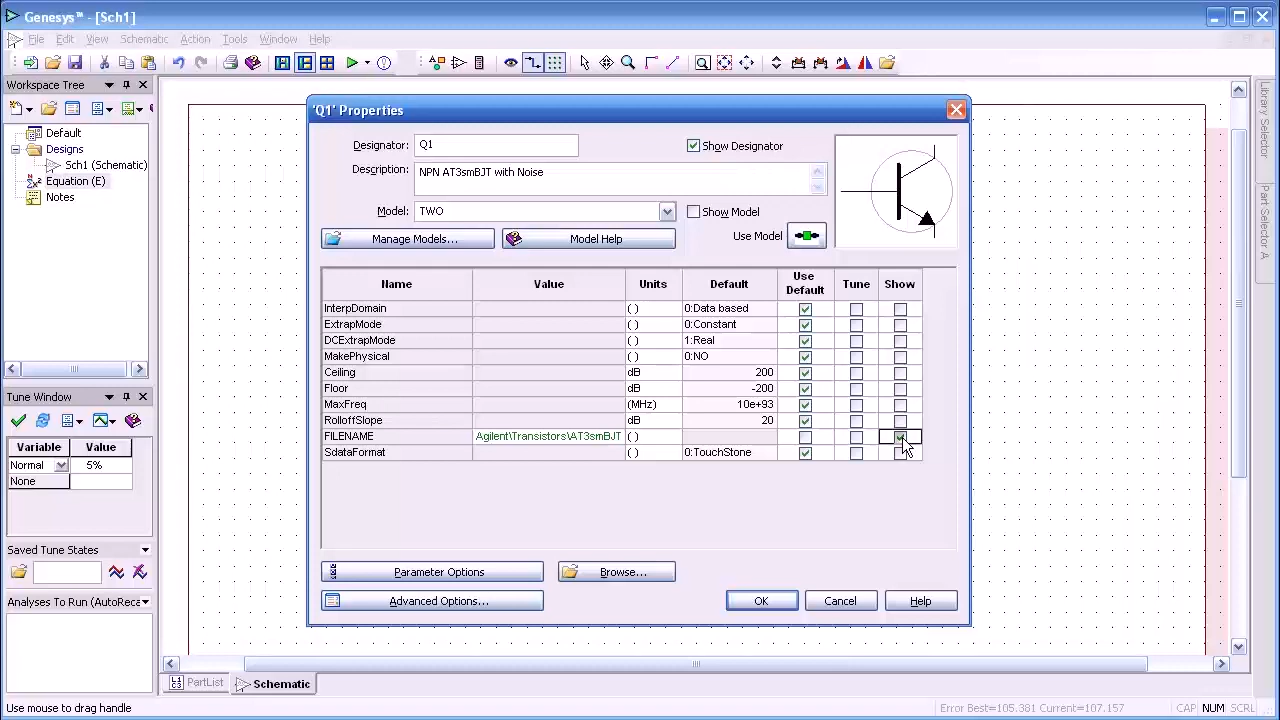 Genesys™ - [Sch1]
File Edit View Schematic Action Tools Window Help
Workspace Tree
Default
Designs
Sch1 (Schematic)
Equation (E)
Notes
Tune Window
Variable Value
Normal 5%
None
Saved Tune States
Analyses To Run (AutoReca
'Q1' Properties
Designator: Q1 Show Designator
Description: NPN AT3smBJT with Noise
Model: TWO Show Model
Manage Models... Model Help Use Model
Name Value Units Default Use Default Tune Show
InterpDomain ( ) 0:Data based
ExtrapMode ( ) 0:Constant
DCExtrapMode ( ) 1:Real
MakePhysical ( ) 0:NO
Ceiling dB 200
Floor dB -200
MaxFreq (MHz) 10e+93
RolloffSlope dB 20
FILENAME Agilent\Transistors\AT3smBJT ( )
SdataFormat ( ) 0:TouchStone
Parameter Options Browse...
Advanced Options... OK Cancel Help
Library Selector
Part Selector A
PartList Schematic
Use mouse to drag handle Error Best=105.381 Current=107.157 CAP NUM SCRL